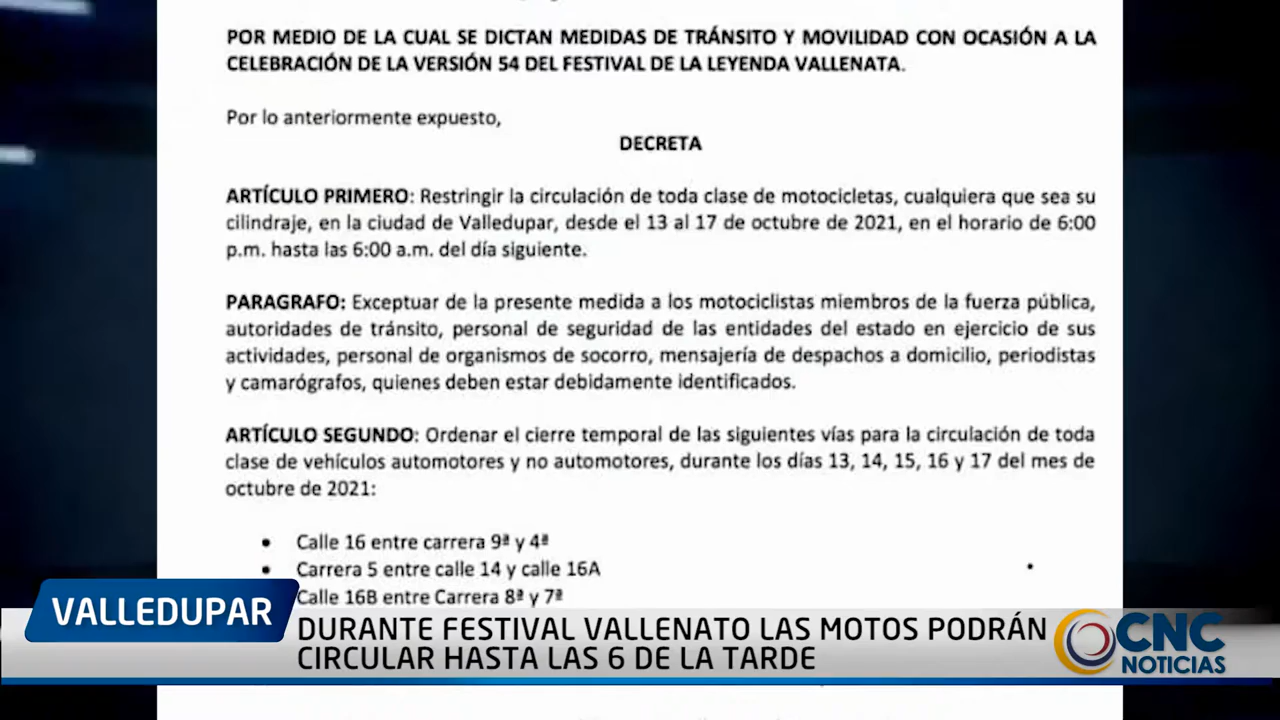 POR MEDIO DE LA CUAL SE DICTAN MEDIDAS DE TRÁNSITO Y MOVILIDAD CON OCASIÓN A LA
CELEBRACIÓN DE LA VERSIÓN 54 DEL FESTIVAL DE LA LEYENDA VALLENATA.
Por lo anteriormente expuesto,
DECRETA
ARTÍCULO PRIMERO: Restringir la circulación de toda clase de motocicletas, cualquiera que sea su
cilindraje, en la ciudad de Valledupar, desde el 13 al 17 de octubre de 2021, en el horario de 6:00
p.m. hasta las 6:00 a.m. del día siguiente.
PARAGRAFO: Exceptuar de la presente medida a los motociclistas miembros de la fuerza pública,
autoridades de tránsito, personal de seguridad de las entidades del estado en ejercicio de sus
actividades, personal de organismos de socorro, mensajería de despachos a domicilio, periodistas
y camarógrafos, quienes deben estar debidamente identificados.
ARTÍCULO SEGUNDO: Ordenar el cierre temporal de las siguientes vías para la circulación de toda
clase de vehículos automotores y no automotores, durante los días 13, 14, 15, 16 y 17 del mes de
octubre de 2021:
• Calle 16 entre carrera 9ª y 4ª
• Carrera 5 entre calle 14 y calle 16A
Calle 16B entre Carrera 8ª y 7ª
VALLEDUPAR
DURANTE FESTIVAL VALLENATO LAS MOTOS PODRÁN
CIRCULAR HASTA LAS 6 DE LA TARDE
CNC
NOTICIAS